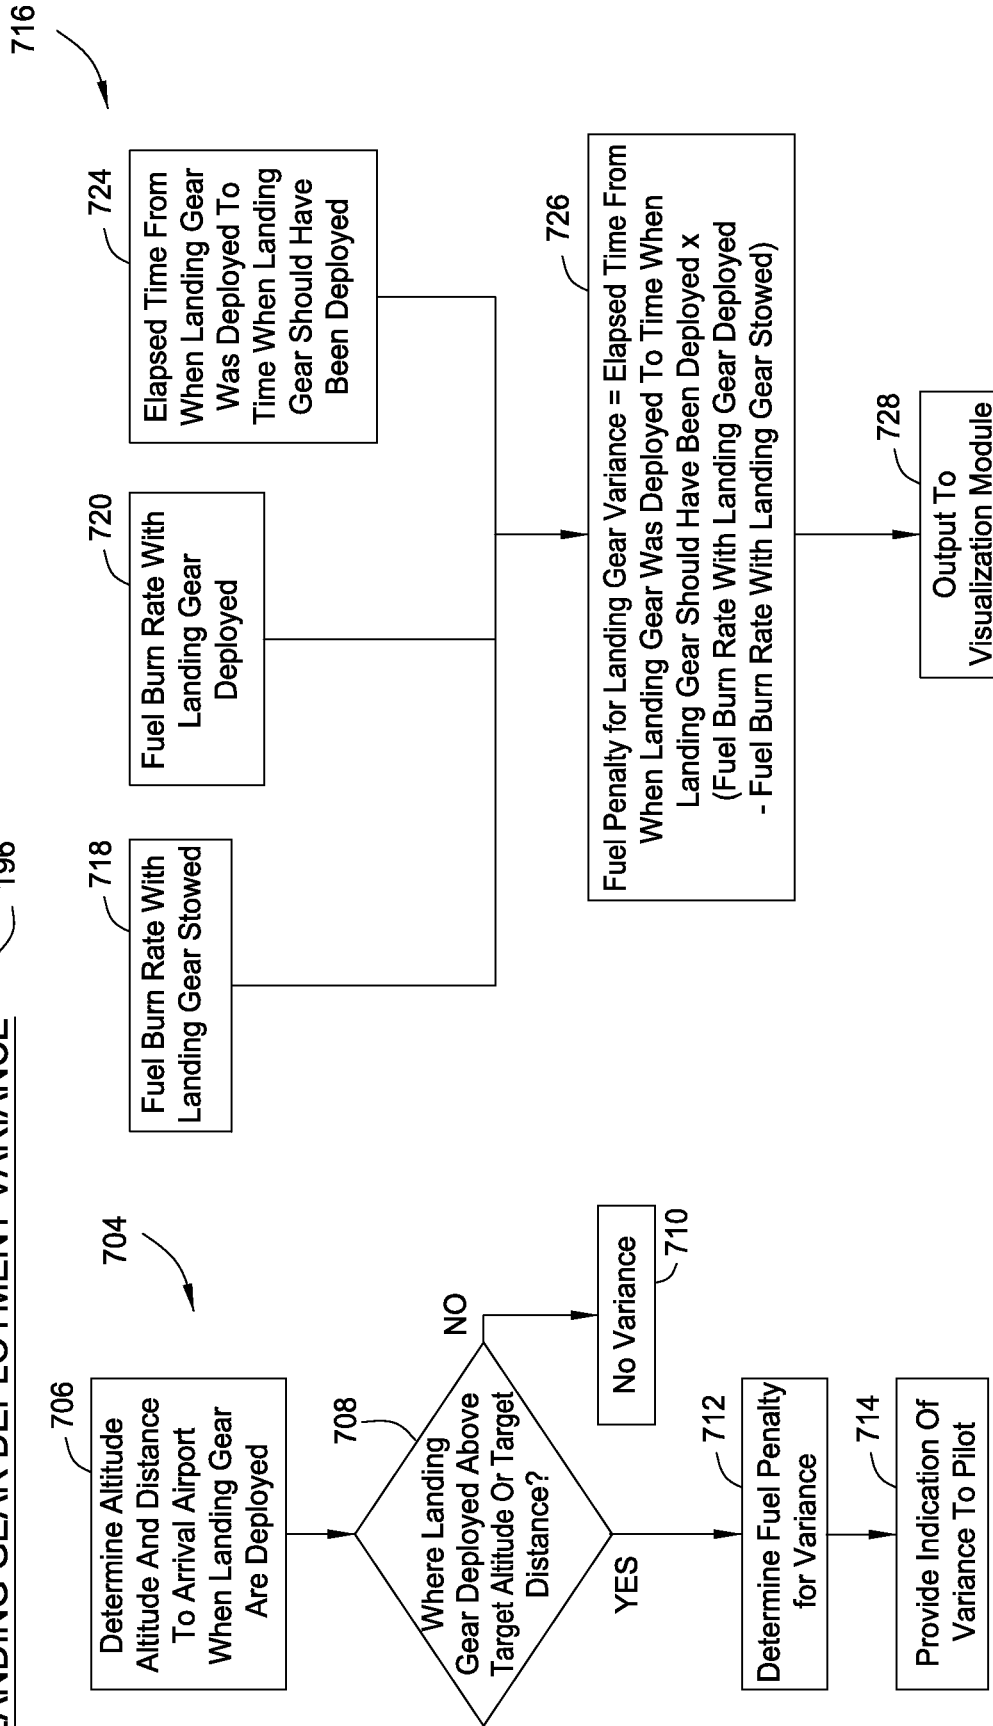 GEAR DEPLOYMENT VARIANCE
196
704
706
Determine Altitude
Altitude And Distance
To Arrival Airport
When Landing Gear
Are Deployed
708
Where Landing
Gear Deployed Above
Target Altitude Or Target
Distance?
NO
No Variance
710
YES
712
Determine Fuel Penalty
for Variance
714
Provide Indication Of
Variance To Pilot
716
718
Fuel Burn Rate With
Landing Gear Stowed
720
Fuel Burn Rate With
Landing Gear
Deployed
724
Elapsed Time From
When Landing Gear
Was Deployed To
Time When Landing
Gear Should Have
Been Deployed
726
Fuel Penalty for Landing Gear Variance = Elapsed Time From
When Landing Gear Was Deployed To Time When
Landing Gear Should Have Been Deployed x
(Fuel Burn Rate With Landing Gear Deployed
- Fuel Burn Rate With Landing Gear Stowed)
728
Output To
Visualization Module